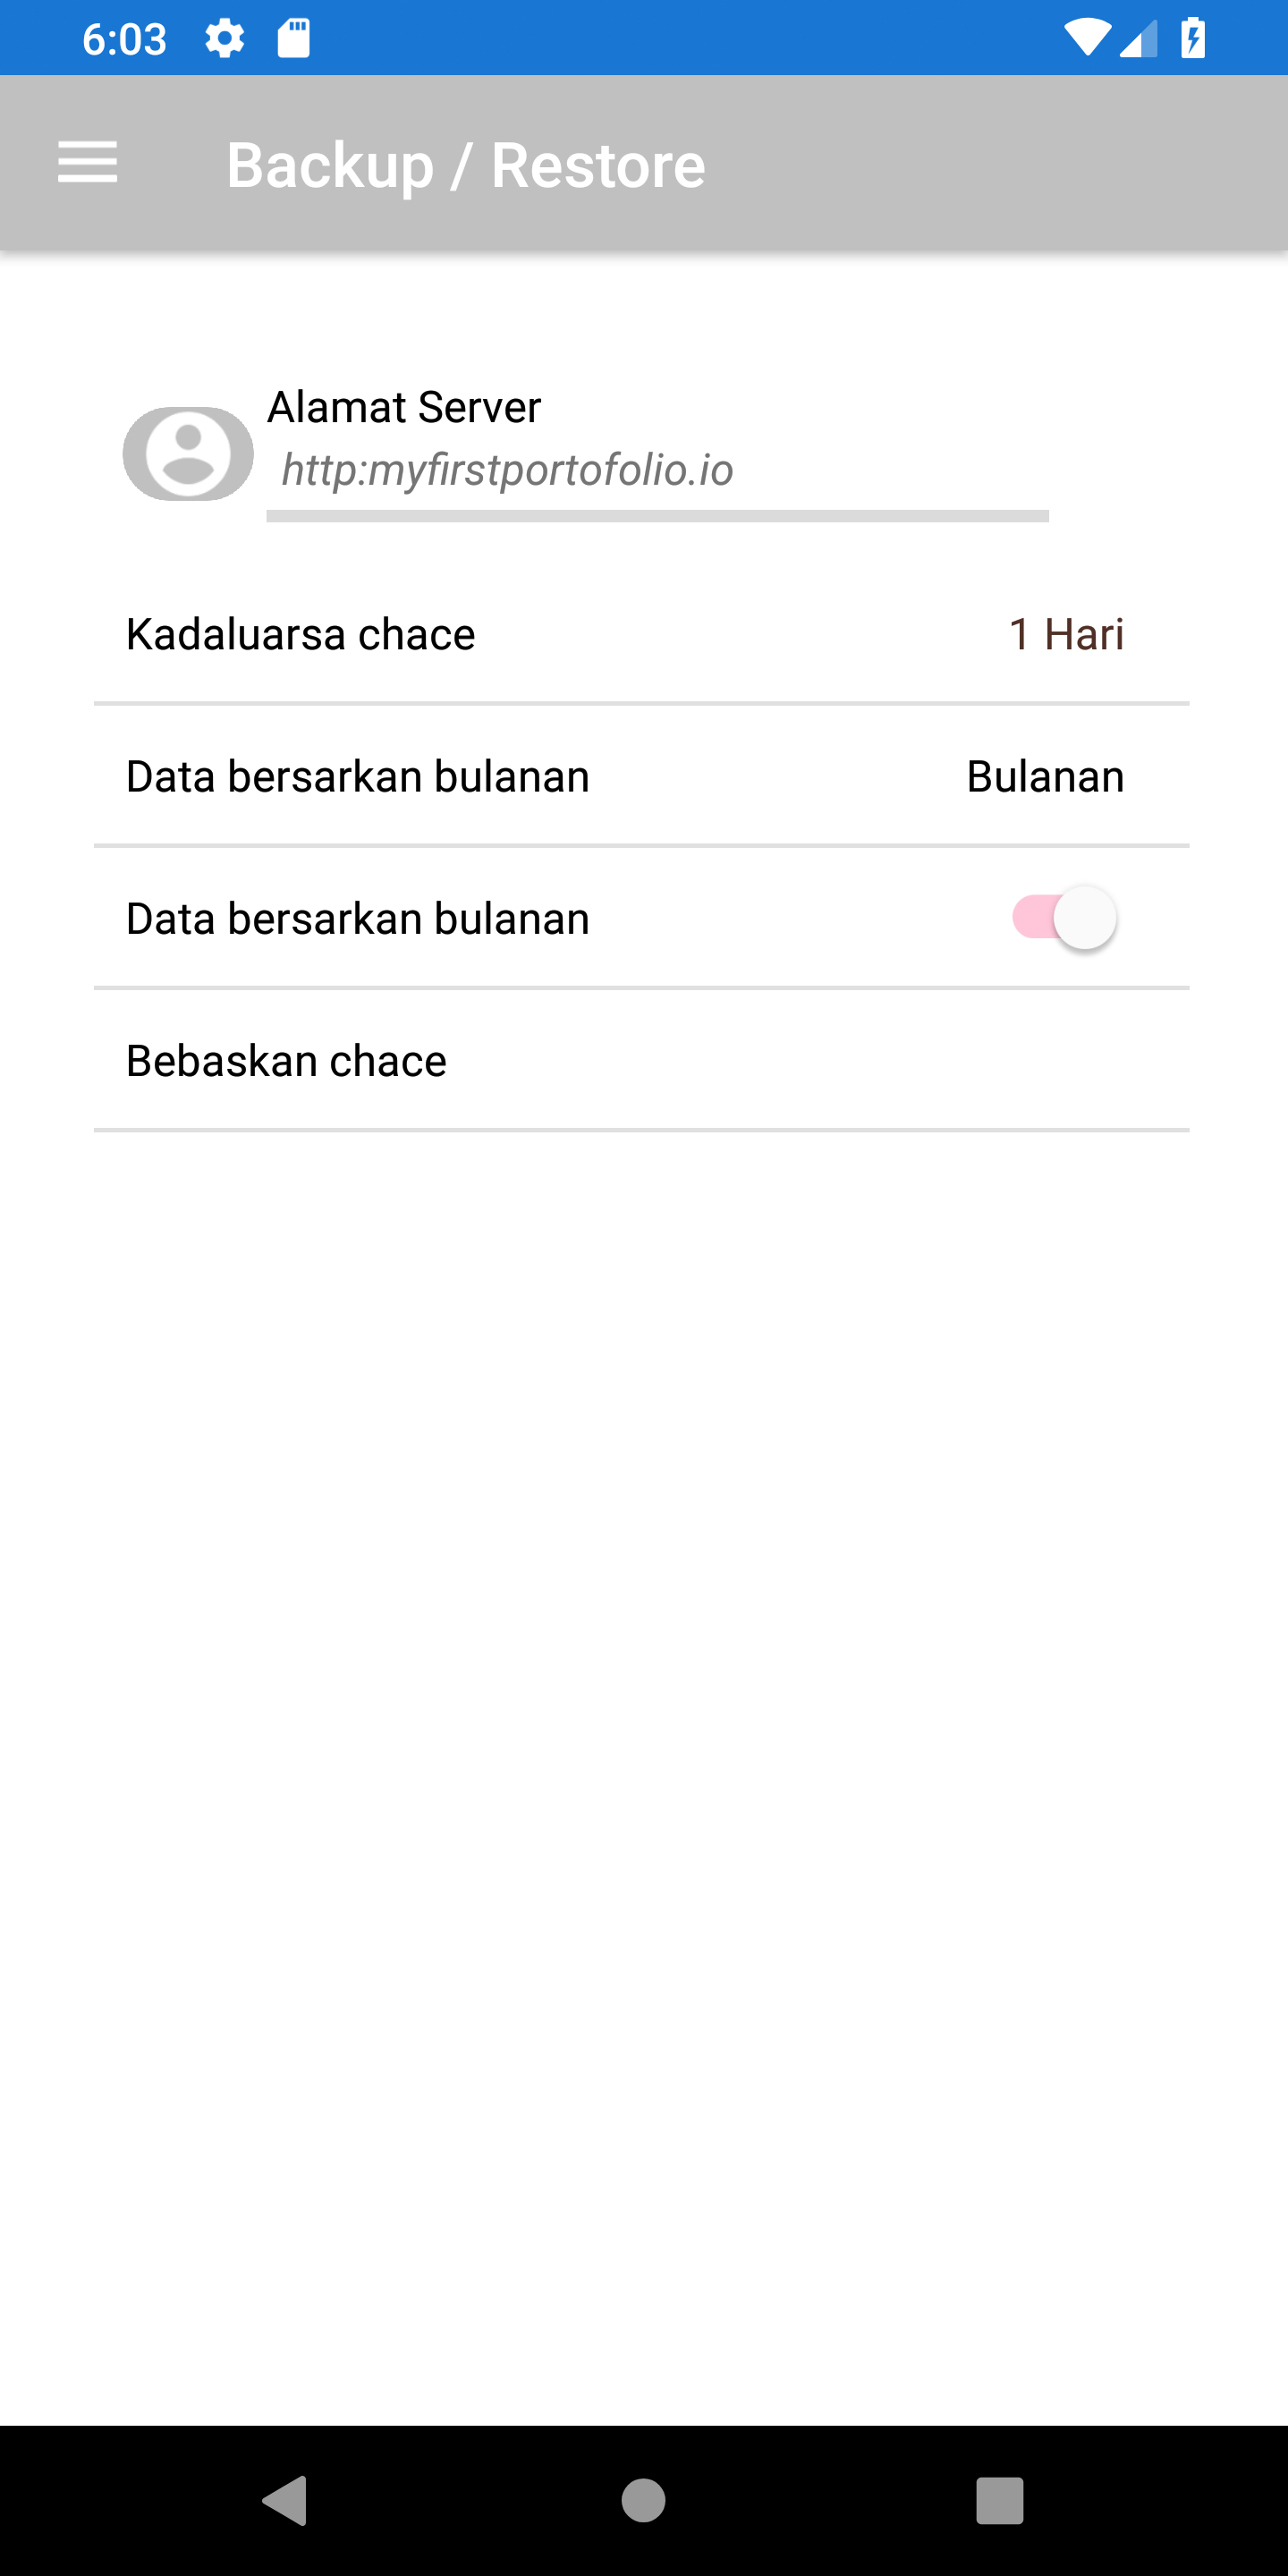 6:03
Backup / Restore
Alamat Server
http:myfirstportofolio.io
Kadaluarsa chace 1 Hari
Data bersarkan bulanan Bulanan
Data bersarkan bulanan
Bebaskan chace